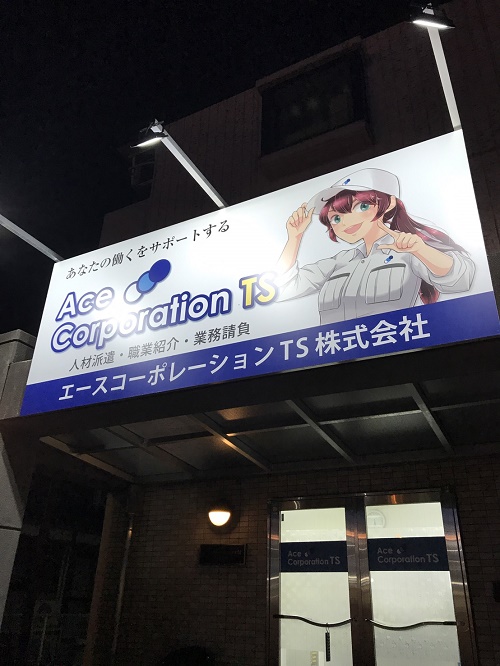 あなたの働くをサポートする
Ace
Corporation TS
人材派遣・職業紹介・業務請負
エースコーポレーションTS株式会社
Ace
Corporation TS
Ace
Corporation TS